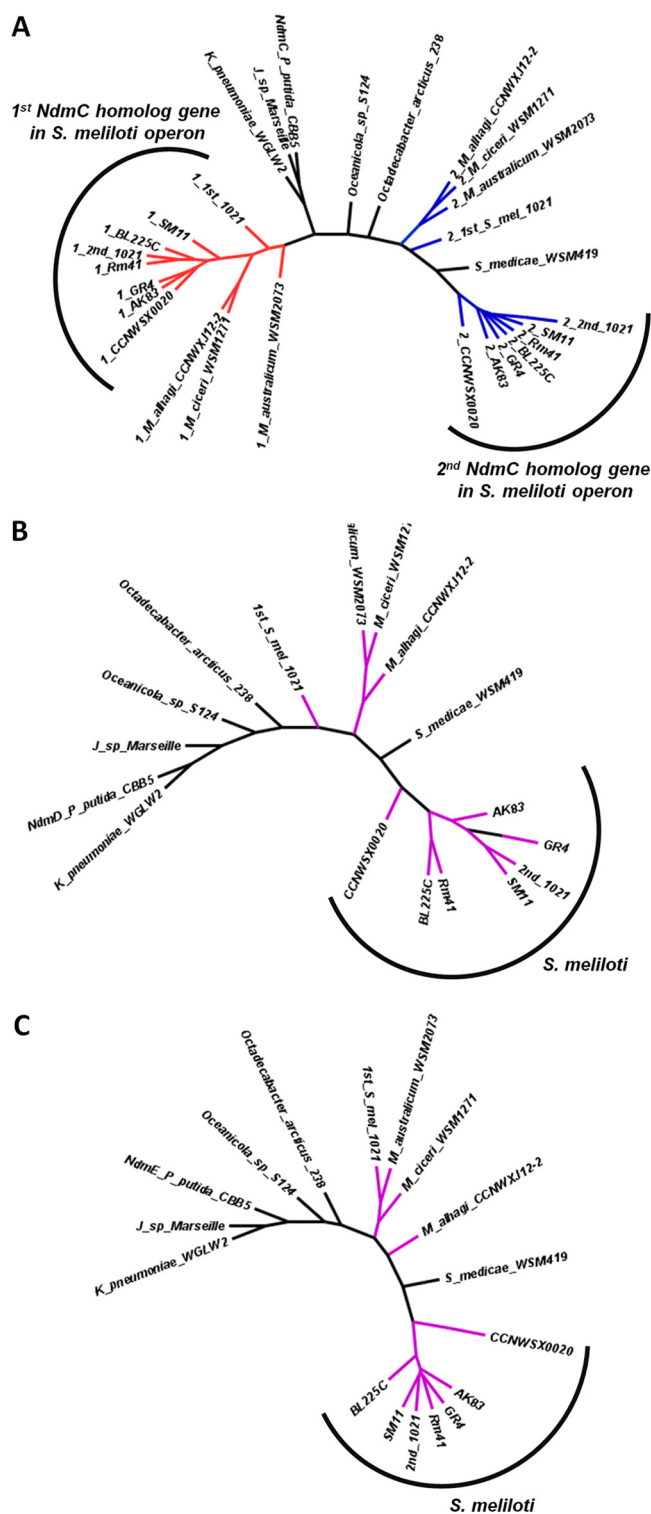 A
1st NdmC homolog gene
in S. meliloti operon
K_pneumoniae_WGLW2
J_sp_Marseille
NdmC_P_putida_CBB5
Oceanicola_sp_S124
Octadecabacter_arcticus_238
2_M_alhagi_CCNWXJ12-2
2_M_ciceri_WSM1271
2_M_australicum_WSM2073
2_1st_S_mel_1021
S_medicae_WSM419
2_2nd_1021
2_SM11
2_Rm41
2_BL225C
2_GR4
2_AK83
2_CCNWSX0020
1_1st_1021
1_SM11
1_BL225C
1_2nd_1021
1_Rm41
1_GR4
1_AK83
1_CCNWSX0020
1_M_alhagi_CCNWXJ12-2
1_M_ciceri_WSM1271
1_M_australicum_WSM2073
2nd NdmC homolog gene
in S. meliloti operon
B
Octadecabacter_arcticus_238
Oceanicola_sp_S124
J_sp_Marseille
NdmD_P_putida_CBB5
K_pneumoniae_WGLW2
1st_S_mel_1021
alicum_WSM2073
M_ciceri_WSM127
M_alhagi_CCNWXJ12-2
S_medicae_WSM419
CCNWSX0020
BL225C
Rm41
AK83
GR4
2nd_1021
SM11
S. meliloti
C
Octadecabacter_arcticus_238
Oceanicola_sp_S124
NdmE_P_putida_CBB5
J_sp_Marseille
K_pneumoniae_WGLW2
1st_S_mel_1021
M_australicum_WSM2073
M_ciceri_WSM1271
M_alhagi_CCNWXJ12-2
S_medicae_WSM419
CCNWSX0020
BL225C
SM11
2nd_1021
Rm41
GR4
AK83
S. meliloti